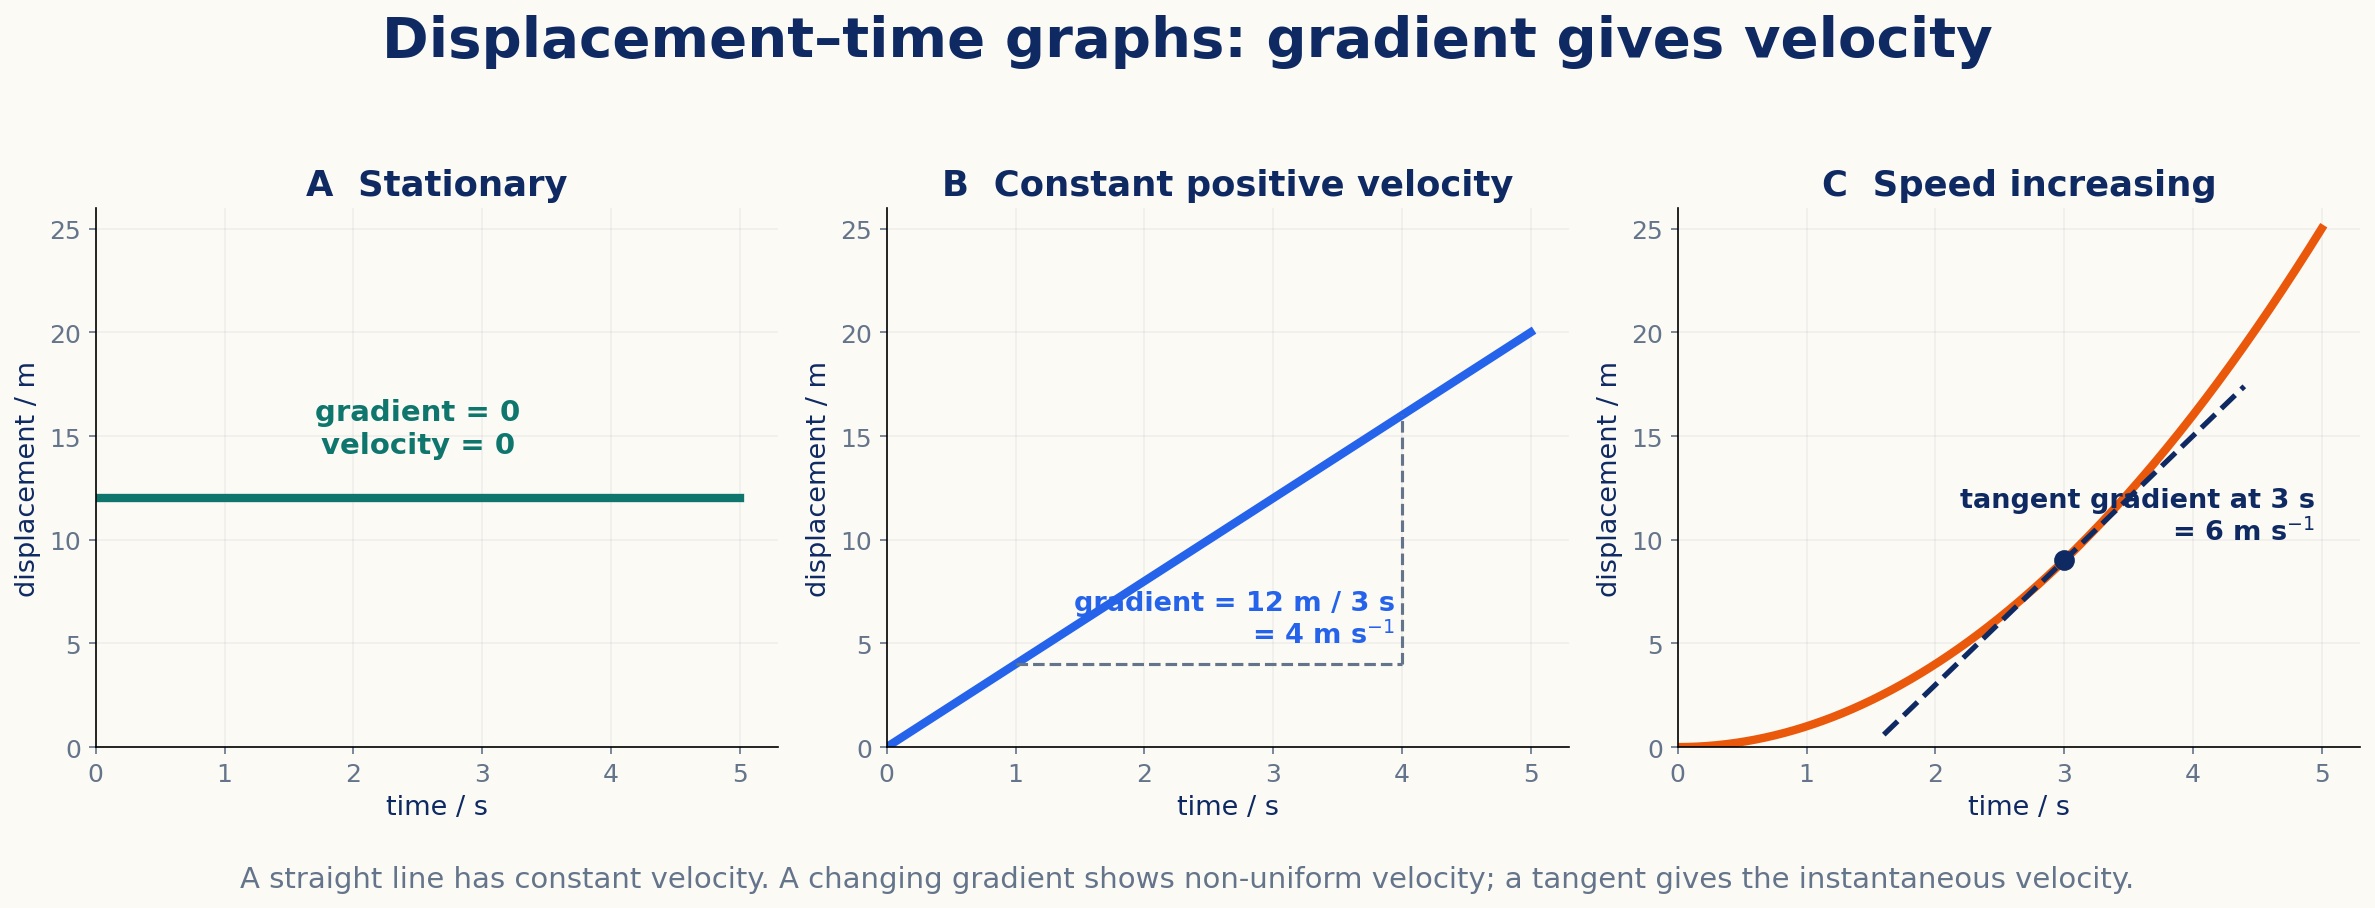 Displacement–time graphs: gradient gives velocity
A Stationary
25
20
15
10
5
0
displacement / m
gradient = 0
velocity = 0
0 1 2 3 4 5
time / s
B Constant positive velocity
25
20
15
10
5
0
displacement / m
gradient = 12 m / 3 s
= 4 m s⁻¹
0 1 2 3 4 5
time / s
C Speed increasing
25
20
15
10
5
0
displacement / m
tangent gradient at 3 s
= 6 m s⁻¹
0 1 2 3 4 5
time / s
A straight line has constant velocity. A changing gradient shows non-uniform velocity; a tangent gives the instantaneous velocity.